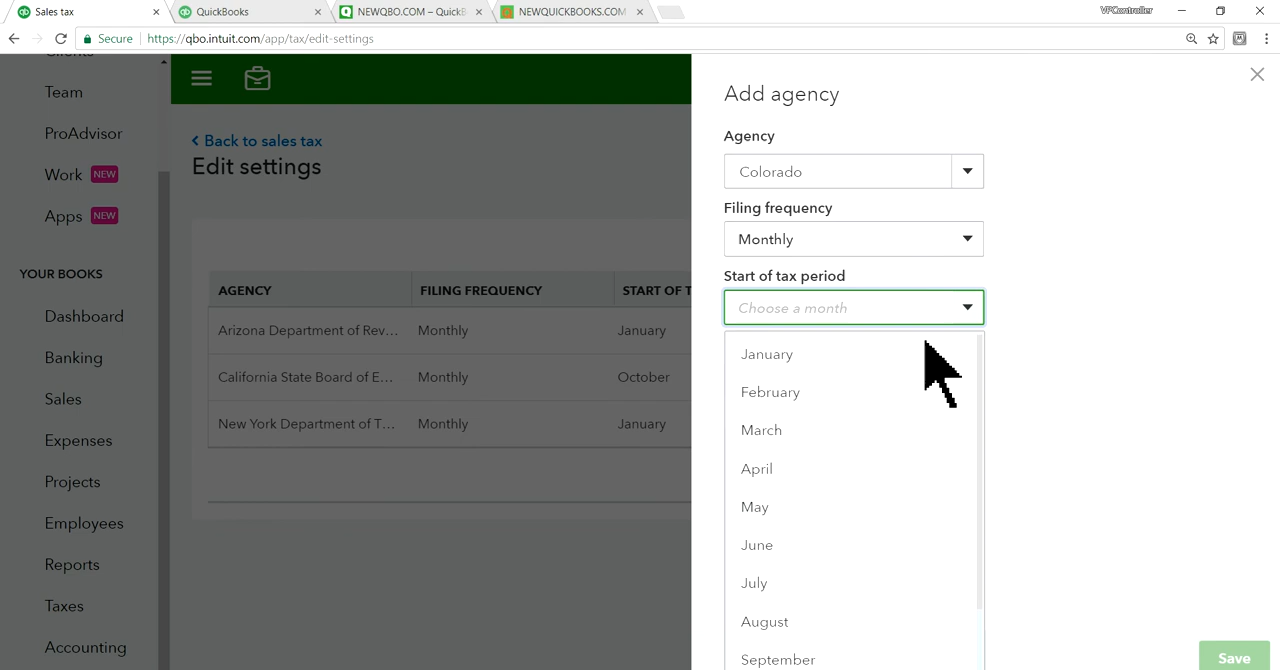 Sales tax
QuickBooks
NEWQBO.COM – QuickB
NEWQUICKBOOKS.COM
VPController
Secure
https://qbo.intuit.com/app/tax/edit-settings
Team
ProAdvisor
Work NEW
Apps NEW
YOUR BOOKS
Dashboard
Banking
Sales
Expenses
Projects
Employees
Reports
Taxes
Accounting
Back to sales tax
Edit settings
AGENCY FILING FREQUENCY START OF T
Arizona Department of Rev... Monthly January
California State Board of E... Monthly October
New York Department of T... Monthly January
Add agency
Agency
Colorado
Filing frequency
Monthly
Start of tax period
Choose a month
January
February
March
April
May
June
July
August
September
Save